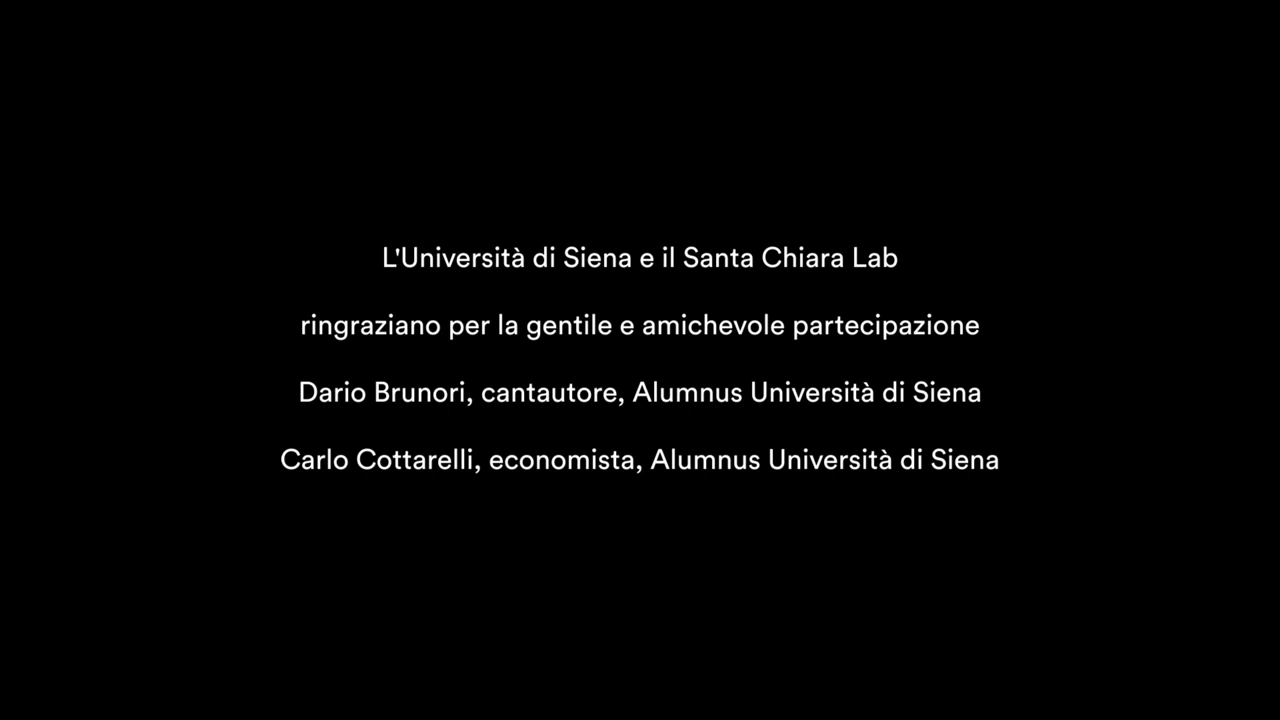 L'Università di Siena e il Santa Chiara Lab
ringraziano per la gentile e amichevole partecipazione
Dario Brunori, cantautore, Alumnus Università di Siena
Carlo Cottarelli, economista, Alumnus Università di Siena